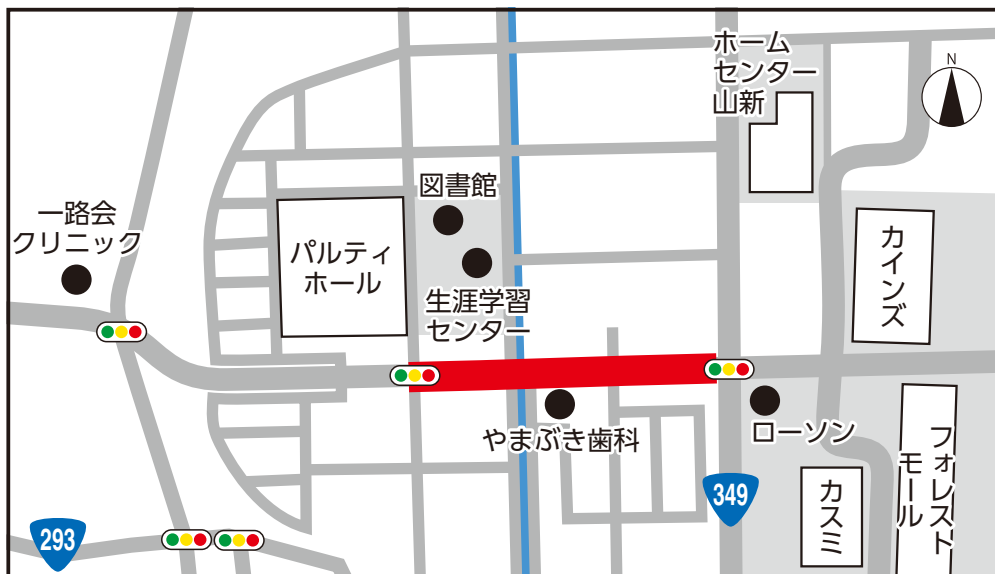 ホーム
センター
山新
N
図書館
一路会
クリニック
パルティ
ホール
カインズ
生涯学習
センター
やまぶき歯科
ローソン
フォレスト
モール
カスミ
349
293